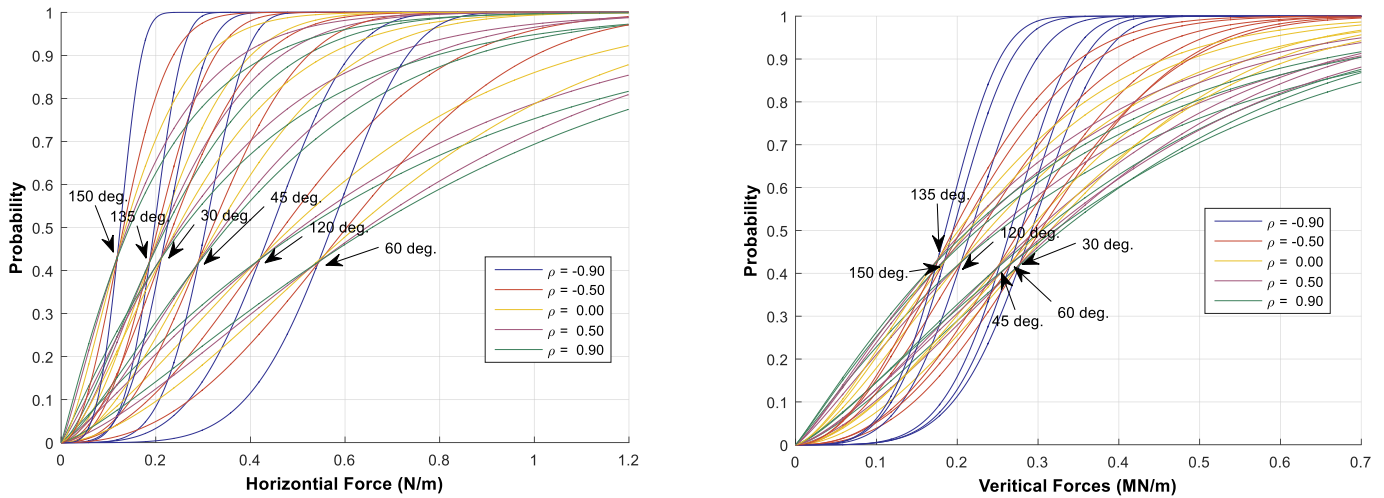 1
0.9
0.8
0.7
0.6
0.5
0.4
0.3
0.2
0.1
0
Probability
150 deg.
135 deg.
30 deg.
45 deg.
120 deg.
60 deg.
ρ = -0.90
ρ = -0.50
ρ = 0.00
ρ = 0.50
ρ = 0.90
0 0.2 0.4 0.6 0.8 1 1.2
Horizontial Force (N/m)
1
0.9
0.8
0.7
0.6
0.5
0.4
0.3
0.2
0.1
0
Probability
135 deg.
120 deg.
30 deg.
150 deg.
60 deg.
45 deg.
ρ = -0.90
ρ = -0.50
ρ = 0.00
ρ = 0.50
ρ = 0.90
0 0.1 0.2 0.3 0.4 0.5 0.6 0.7
Veritical Forces (MN/m)